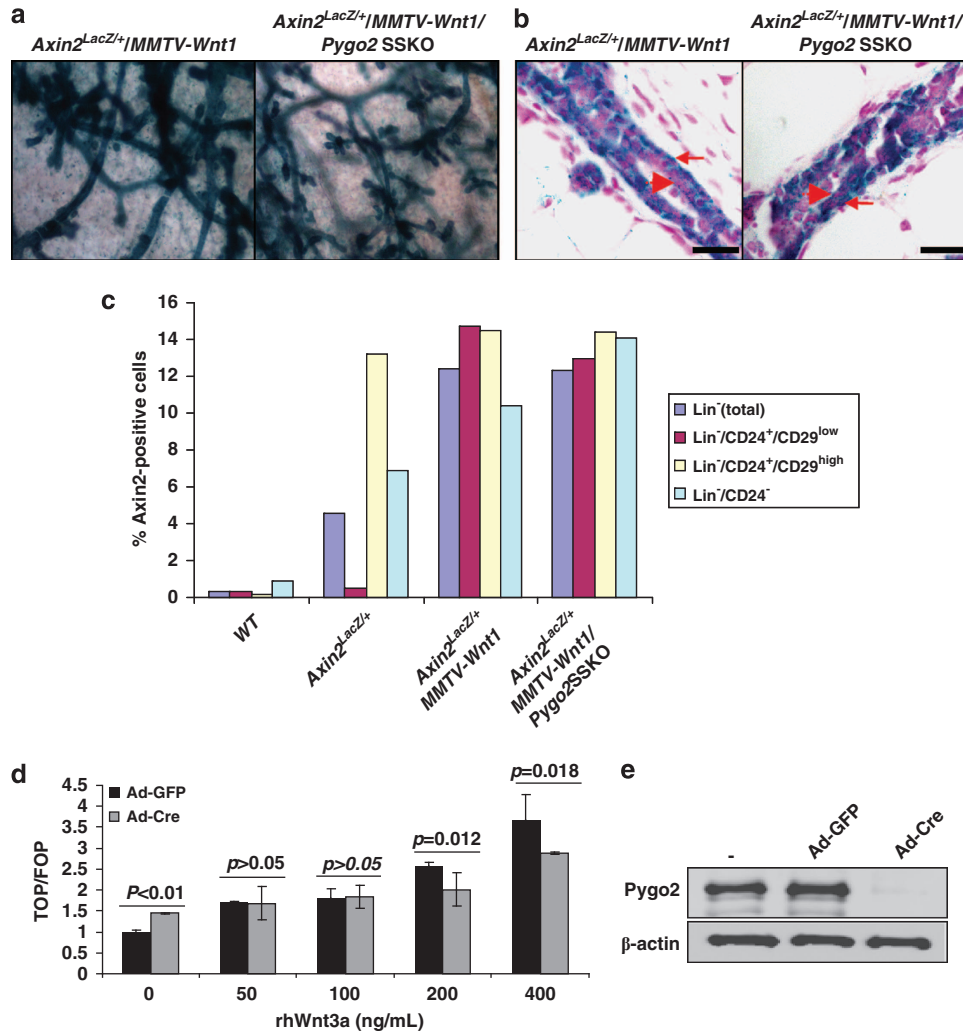 a
Axin2LacZ/+/MMTV-Wnt1
Axin2LacZ/+/MMTV-Wnt1/
Pygo2 SSKO
b
Axin2LacZ/+/MMTV-Wnt1
Axin2LacZ/+/MMTV-Wnt1/
Pygo2 SSKO
c
% Axin2-positive cells
16
14
12
10
8
6
4
2
0
WT
Axin2LacZ/+
Axin2LacZ/+
MMTV-Wnt1
Axin2LacZ/+
MMTV-Wnt1/
Pygo2SSKO
Lin-(total)
Lin-/CD24+/CD29low
Lin-/CD24+/CD29high
Lin-/CD24-
d
TOP/FOP
4.5
4
3.5
3
2.5
2
1.5
1
0.5
0
Ad-GFP
Ad-Cre
P<0.01
p>0.05
p>0.05
p=0.012
p=0.018
0
50
100
200
400
rhWnt3a (ng/mL)
e
-
Ad-GFP
Ad-Cre
Pygo2
β-actin